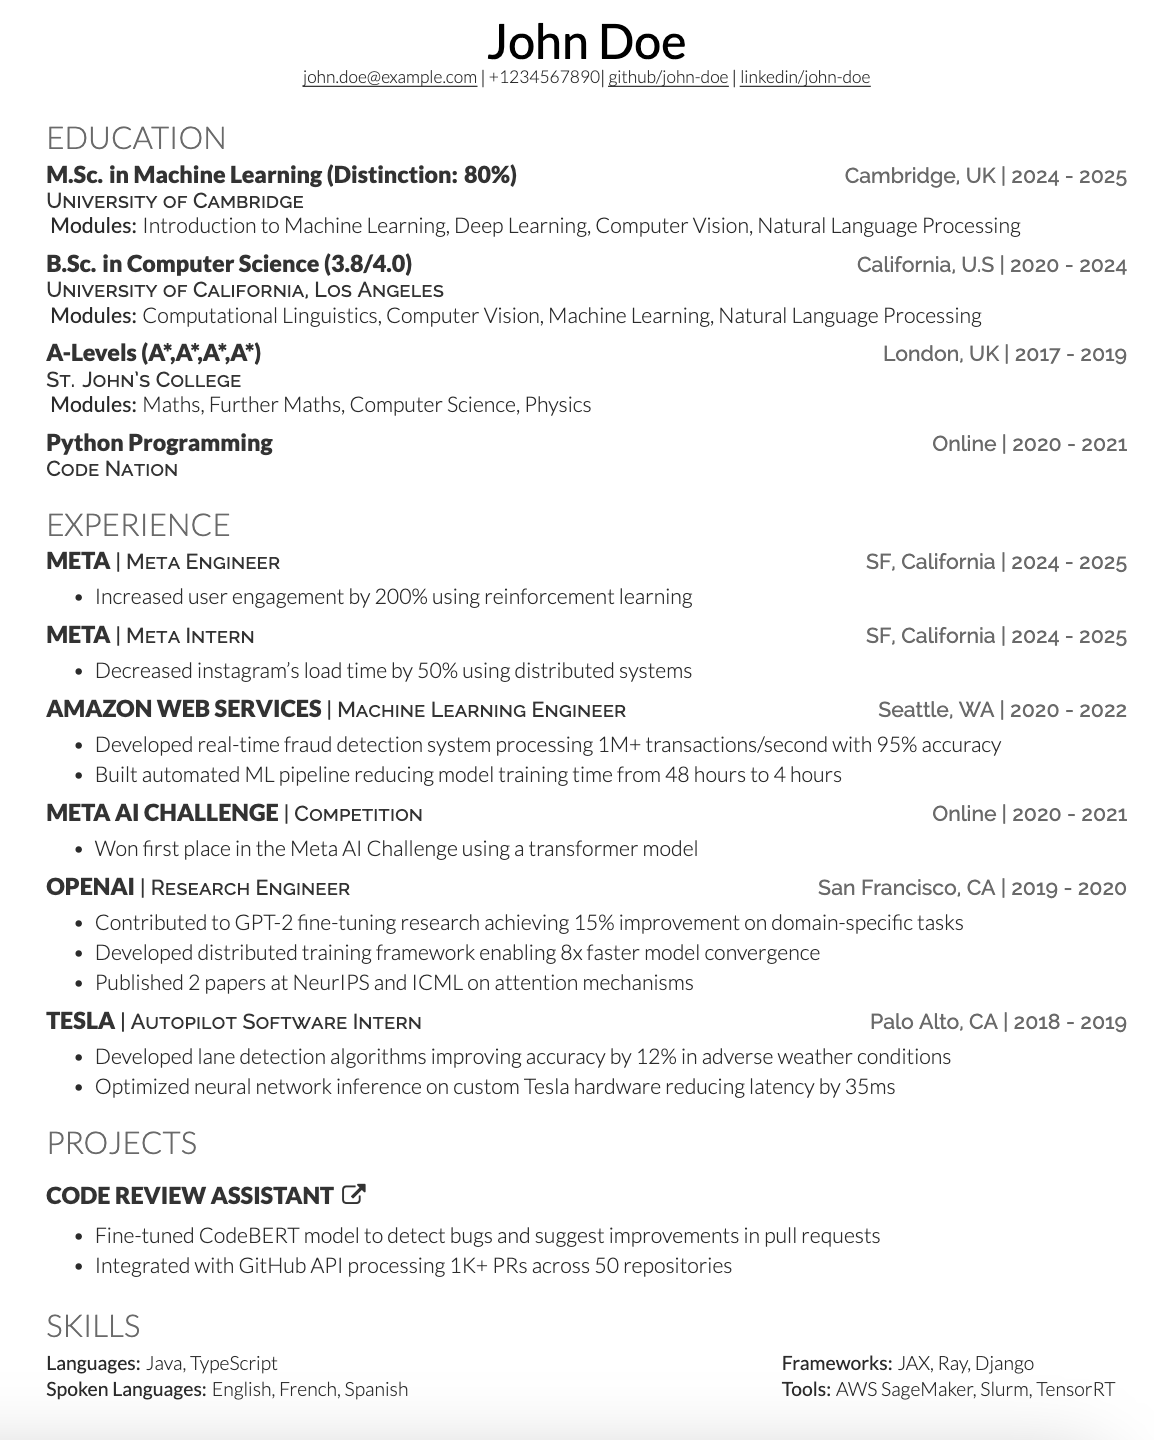 John Doe
john.doe@example.com | +1234567890| github/john-doe | linkedin/john-doe
EDUCATION
M.Sc. in Machine Learning (Distinction: 80%) Cambridge, UK | 2024 - 2025
University of Cambridge
Modules: Introduction to Machine Learning, Deep Learning, Computer Vision, Natural Language Processing
B.Sc. in Computer Science (3.8/4.0) California, U.S | 2020 - 2024
University of California, Los Angeles
Modules: Computational Linguistics, Computer Vision, Machine Learning, Natural Language Processing
A-Levels (A*,A*,A*,A*) London, UK | 2017 - 2019
St. John's College
Modules: Maths, Further Maths, Computer Science, Physics
Python Programming Online | 2020 - 2021
Code Nation
EXPERIENCE
META | Meta Engineer SF, California | 2024 - 2025
• Increased user engagement by 200% using reinforcement learning
META | Meta Intern SF, California | 2024 - 2025
• Decreased instagram's load time by 50% using distributed systems
AMAZON WEB SERVICES | Machine Learning Engineer Seattle, WA | 2020 - 2022
• Developed real-time fraud detection system processing 1M+ transactions/second with 95% accuracy
• Built automated ML pipeline reducing model training time from 48 hours to 4 hours
META AI CHALLENGE | Competition Online | 2020 - 2021
• Won first place in the Meta AI Challenge using a transformer model
OPENAI | Research Engineer San Francisco, CA | 2019 - 2020
• Contributed to GPT-2 fine-tuning research achieving 15% improvement on domain-specific tasks
• Developed distributed training framework enabling 8x faster model convergence
• Published 2 papers at NeurIPS and ICML on attention mechanisms
TESLA | Autopilot Software Intern Palo Alto, CA | 2018 - 2019
• Developed lane detection algorithms improving accuracy by 12% in adverse weather conditions
• Optimized neural network inference on custom Tesla hardware reducing latency by 35ms
PROJECTS
CODE REVIEW ASSISTANT
• Fine-tuned CodeBERT model to detect bugs and suggest improvements in pull requests
• Integrated with GitHub API processing 1K+ PRs across 50 repositories
SKILLS
Languages: Java, TypeScript Frameworks: JAX, Ray, Django
Spoken Languages: English, French, Spanish Tools: AWS SageMaker, Slurm, TensorRT